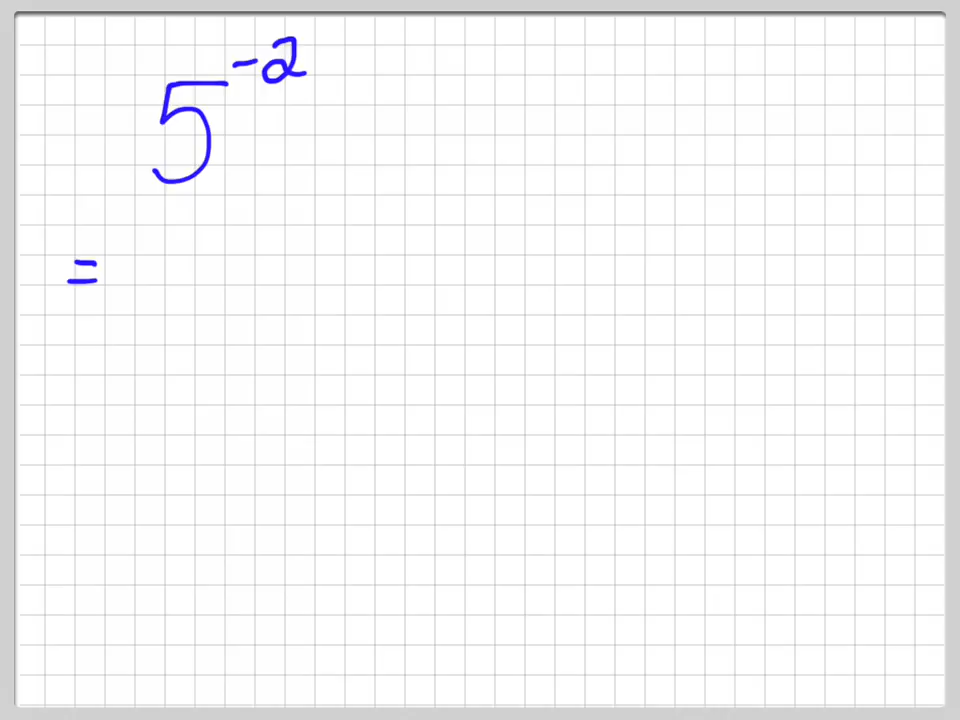 5⁻²
=